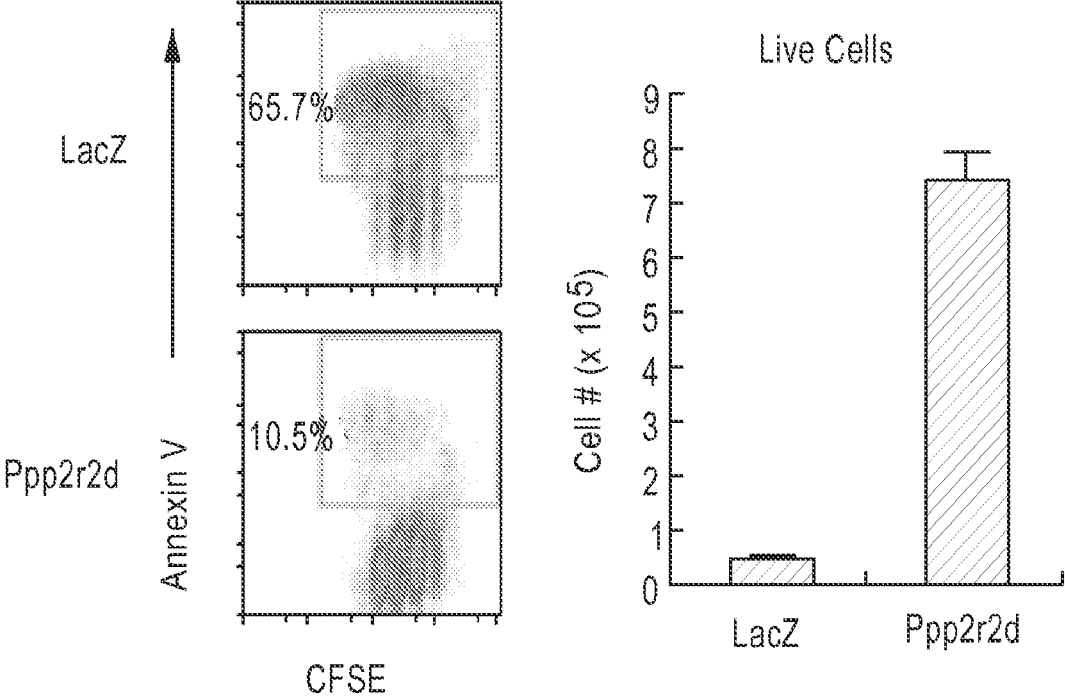 LacZ
65.7%
Ppp2r2d
10.5%
Annexin V
CFSE
Live Cells
Cell # (x 10⁵)
9
8
7
6
5
4
3
2
1
0
LacZ
Ppp2r2d